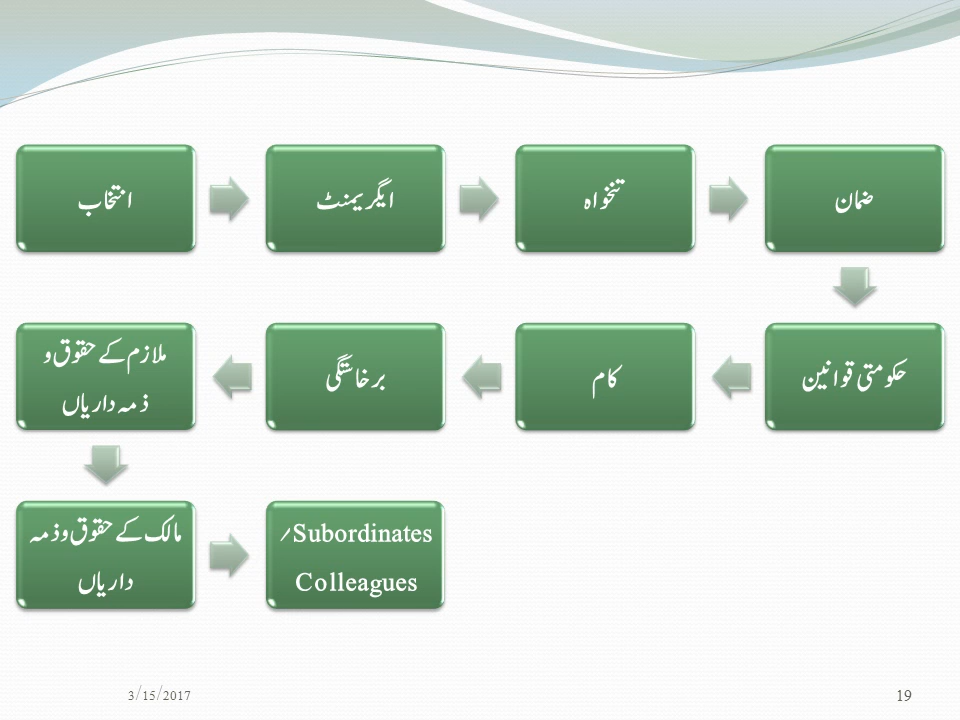 انتخاب
ایگریمنٹ
تنخواہ
ضمان
حکومتی قوانین
کام
برخاستگی
ملازم کے حقوق و
ذمہ داریاں
مالک کے حقوق و ذمہ
داریاں
Subordinates/
Colleagues
3/15/2017
19